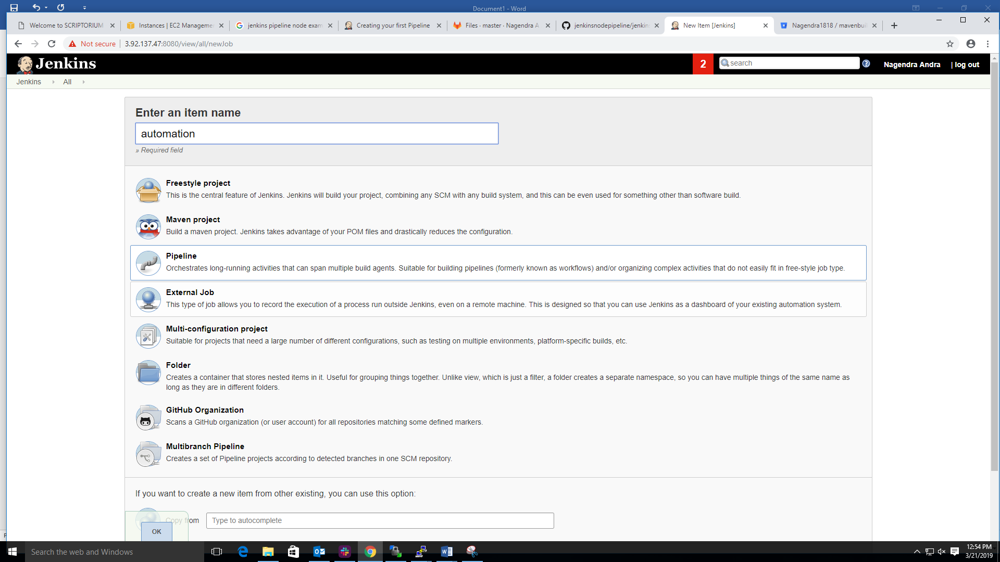 Document1 - Word
Welcome to SCRIPTORIUM
Instances | EC2 Manageme
jenkins pipeline node exam
Creating your first Pipeline
Files · master · Nagendra A
jenkinsnodepipeline/jenkin
New Item [Jenkins]
Nagendra1818 / mavenbui
Not secure
3.92.137.47:8080/view/all/newJob
Jenkins
2
search
Nagendra Andra
| log out
Jenkins
All
Enter an item name
automation
» Required field
Freestyle project
This is the central feature of Jenkins. Jenkins will build your project, combining any SCM with any build system, and this can be even used for something other than software build.
Maven project
Build a maven project. Jenkins takes advantage of your POM files and drastically reduces the configuration.
Pipeline
Orchestrates long-running activities that can span multiple build agents. Suitable for building pipelines (formerly known as workflows) and/or organizing complex activities that do not easily fit in free-style job type.
External Job
This type of job allows you to record the execution of a process run outside Jenkins, even on a remote machine. This is designed so that you can use Jenkins as a dashboard of your existing automation system.
Multi-configuration project
Suitable for projects that need a large number of different configurations, such as testing on multiple environments, platform-specific builds, etc.
Folder
Creates a container that stores nested items in it. Useful for grouping things together. Unlike view, which is just a filter, a folder creates a separate namespace, so you can have multiple things of the same name as
long as they are in different folders.
GitHub Organization
Scans a GitHub organization (or user account) for all repositories matching some defined markers.
Multibranch Pipeline
Creates a set of Pipeline projects according to detected branches in one SCM repository.
If you want to create a new item from other existing, you can use this option:
Copy from
Type to autocomplete
OK
Search the web and Windows
12:54 PM
3/21/2019